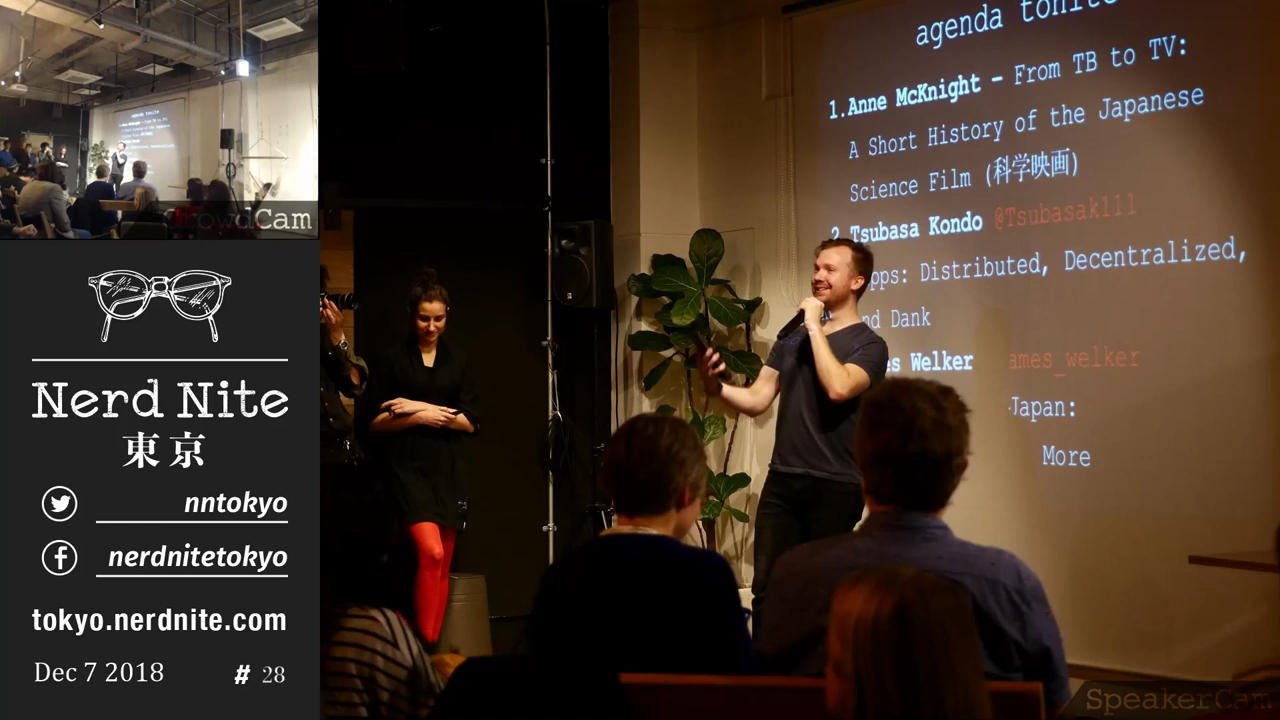 CrowdCam
Nerd Nite
東京
nntokyo
nerdnitetokyo
tokyo.nerdnite.com
Dec 7 2018 # 28
agenda tonite
1.Anne McKnight – From TB to TV:
A Short History of the Japanese
Science Film (科学映画)
2. Tsubasa Kondo @Tsubasak111
pps: Distributed, Decentralized,
nd Dank
es Welker ames_welker
Japan:
More
SpeakerCam